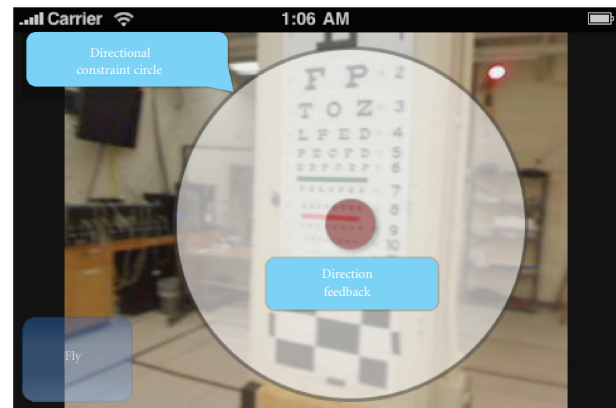 Carrier 1:06 AM
Directional
constraint circle
F P 2
T O Z 3
L P E D 4
P E C F D 5
E D F C Z P 6
7
8
9
10
Direction
feedback
Fly